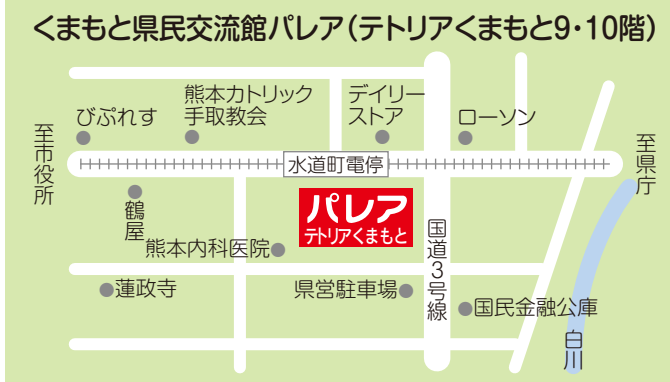 くまもと県民交流館パレア(テトリアくまもと9・10階)
びぷれす
熊本カトリック
手取教会
デイリー
ストア
ローソン
至市役所
至県庁
水道町電停
鶴屋
パレア
テトリアくまもと
国道3号線
熊本内科医院
蓮政寺
県営駐車場
国民金融公庫
白川